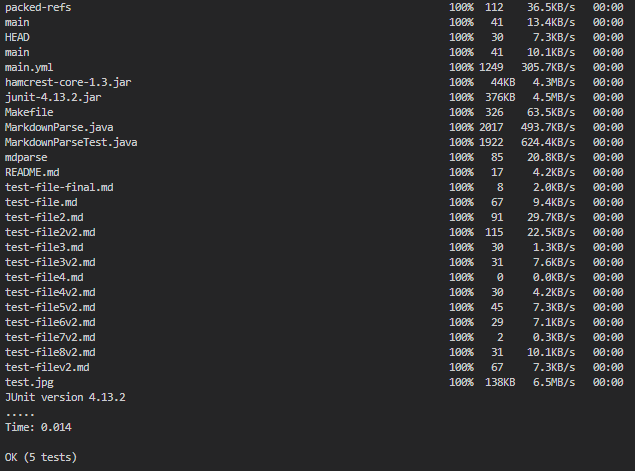 packed-refs 100% 112 36.5KB/s 00:00
main 100% 41 13.4KB/s 00:00
HEAD 100% 30 7.3KB/s 00:00
main 100% 41 10.1KB/s 00:00
main.yml 100% 1249 305.7KB/s 00:00
hamcrest-core-1.3.jar 100% 44KB 4.3MB/s 00:00
junit-4.13.2.jar 100% 376KB 4.5MB/s 00:00
Makefile 100% 326 63.5KB/s 00:00
MarkdownParse.java 100% 2017 493.7KB/s 00:00
MarkdownParseTest.java 100% 1922 624.4KB/s 00:00
mdparse 100% 85 20.8KB/s 00:00
README.md 100% 17 4.2KB/s 00:00
test-file-final.md 100% 8 2.0KB/s 00:00
test-file.md 100% 67 9.4KB/s 00:00
test-file2.md 100% 91 29.7KB/s 00:00
test-file2v2.md 100% 115 22.5KB/s 00:00
test-file3.md 100% 30 1.3KB/s 00:00
test-file3v2.md 100% 31 7.6KB/s 00:00
test-file4.md 100% 0 0.0KB/s 00:00
test-file4v2.md 100% 30 4.2KB/s 00:00
test-file5v2.md 100% 45 7.3KB/s 00:00
test-file6v2.md 100% 29 7.1KB/s 00:00
test-file7v2.md 100% 2 0.3KB/s 00:00
test-file8v2.md 100% 31 10.1KB/s 00:00
test-filev2.md 100% 67 7.3KB/s 00:00
test.jpg 100% 138KB 6.5MB/s 00:00
JUnit version 4.13.2
.....
Time: 0.014
OK (5 tests)